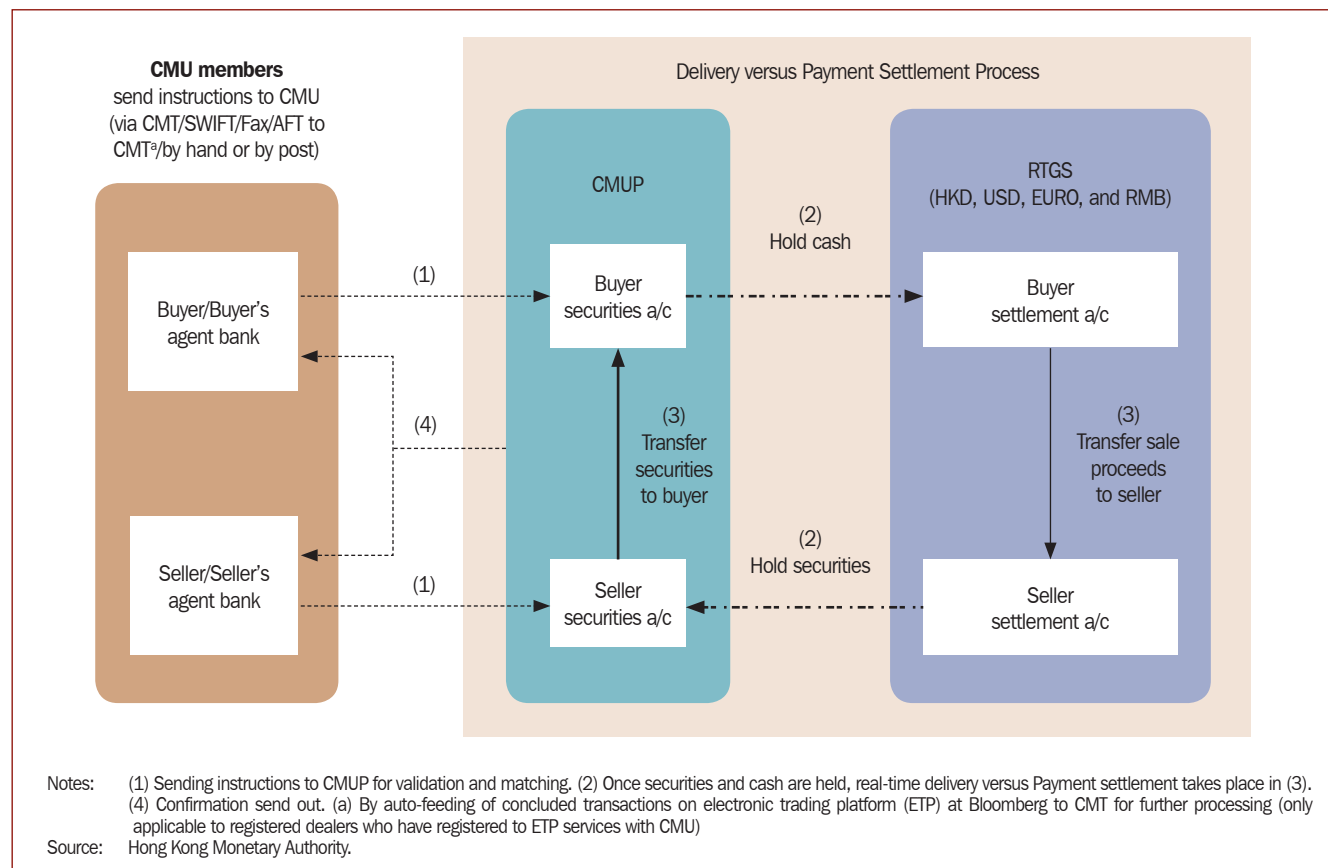 CMU members
send instructions to CMU
(via CMT/SWIFT/Fax/AFT to
CMTª/by hand or by post)
Delivery versus Payment Settlement Process
CMUP
RTGS
(HKD, USD, EURO, and RMB)
(1)
(2)
Hold cash
Buyer/Buyer's
agent bank
Buyer
securities a/c
Buyer
settlement a/c
(4)
(3)
Transfer
securities
to buyer
(3)
Transfer sale
proceeds
to seller
(2)
Hold securities
Seller/Seller's
agent bank
(1)
Seller
securities a/c
Seller
settlement a/c
Notes: (1) Sending instructions to CMUP for validation and matching. (2) Once securities and cash are held, real-time delivery versus Payment settlement takes place in (3).
(4) Confirmation send out. (a) By auto-feeding of concluded transactions on electronic trading platform (ETP) at Bloomberg to CMT for further processing (only
applicable to registered dealers who have registered to ETP services with CMU)
Source: Hong Kong Monetary Authority.